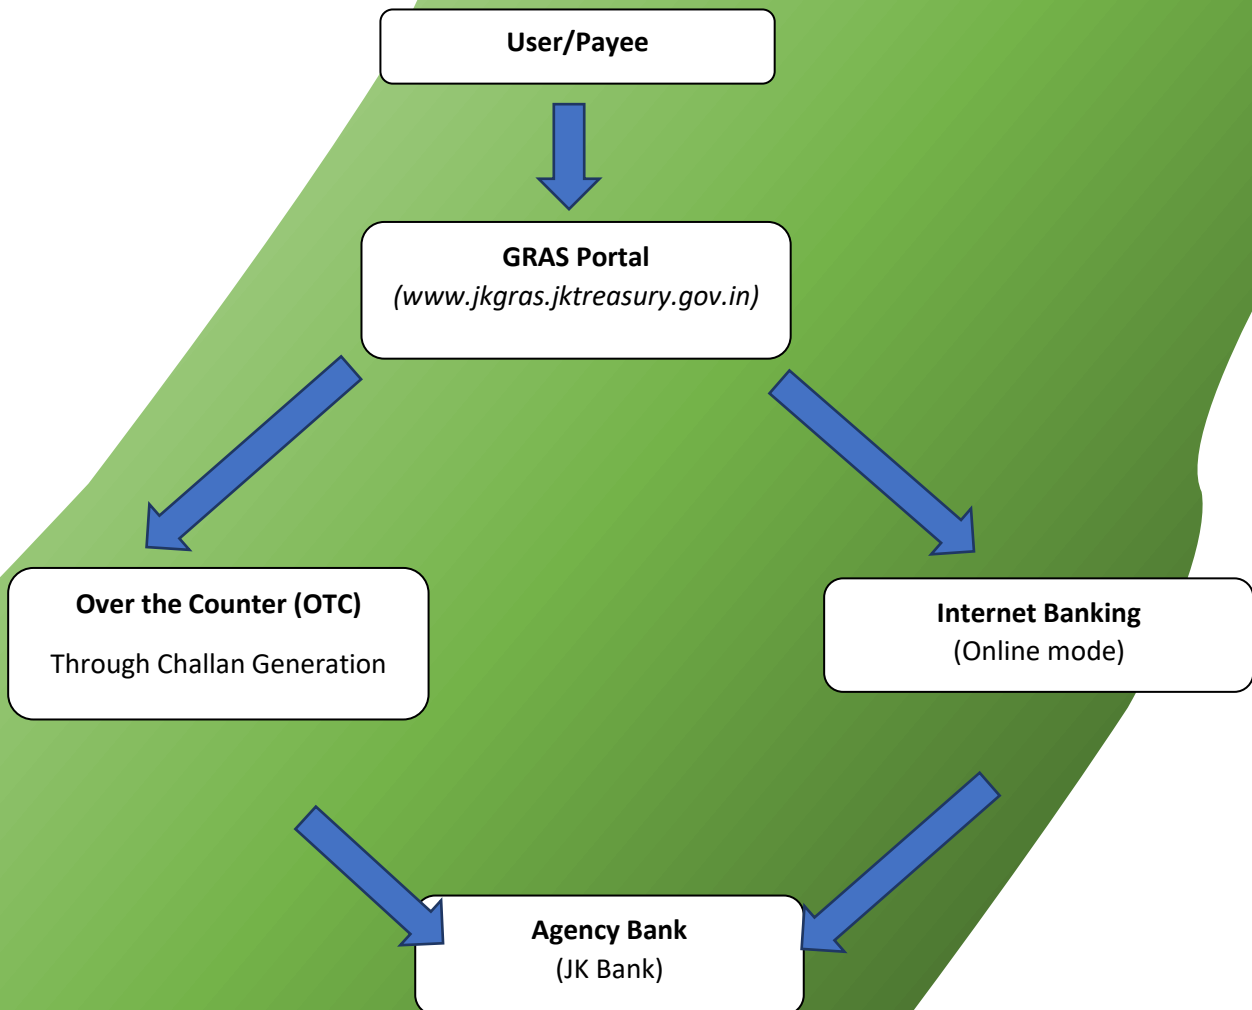 User/Payee
GRAS Portal
(www.jkgras.jktreasury.gov.in)
Over the Counter (OTC)
Through Challan Generation
Internet Banking
(Online mode)
Agency Bank
(JK Bank)